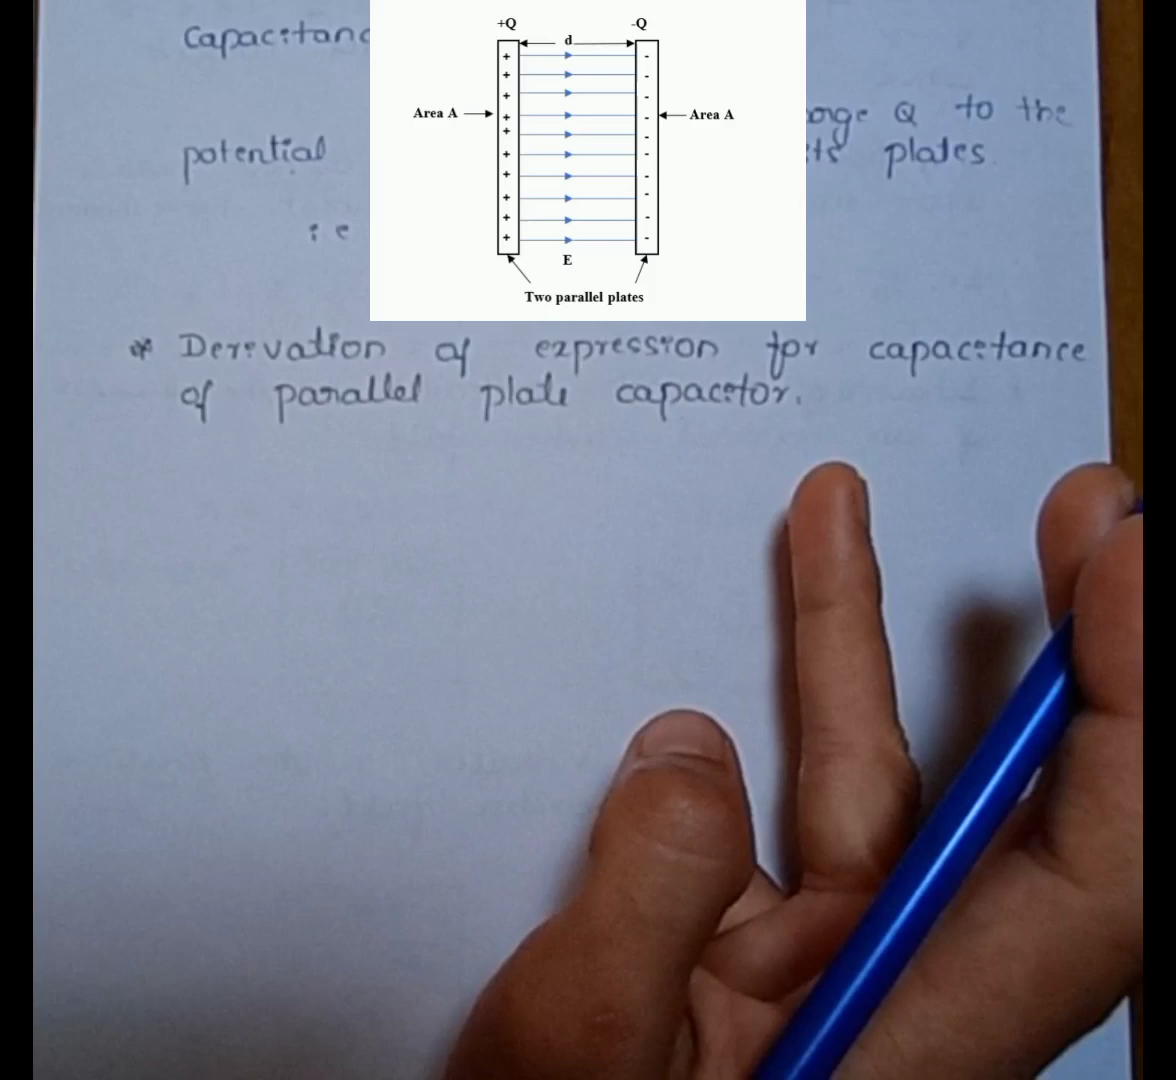 Capacitanc
+Q -Q
d
Area A Area A
orge Q to the
potential its plates
i e
E
Two parallel plates
* Derivation of expression for capacitance
of parallel plate capacitor.